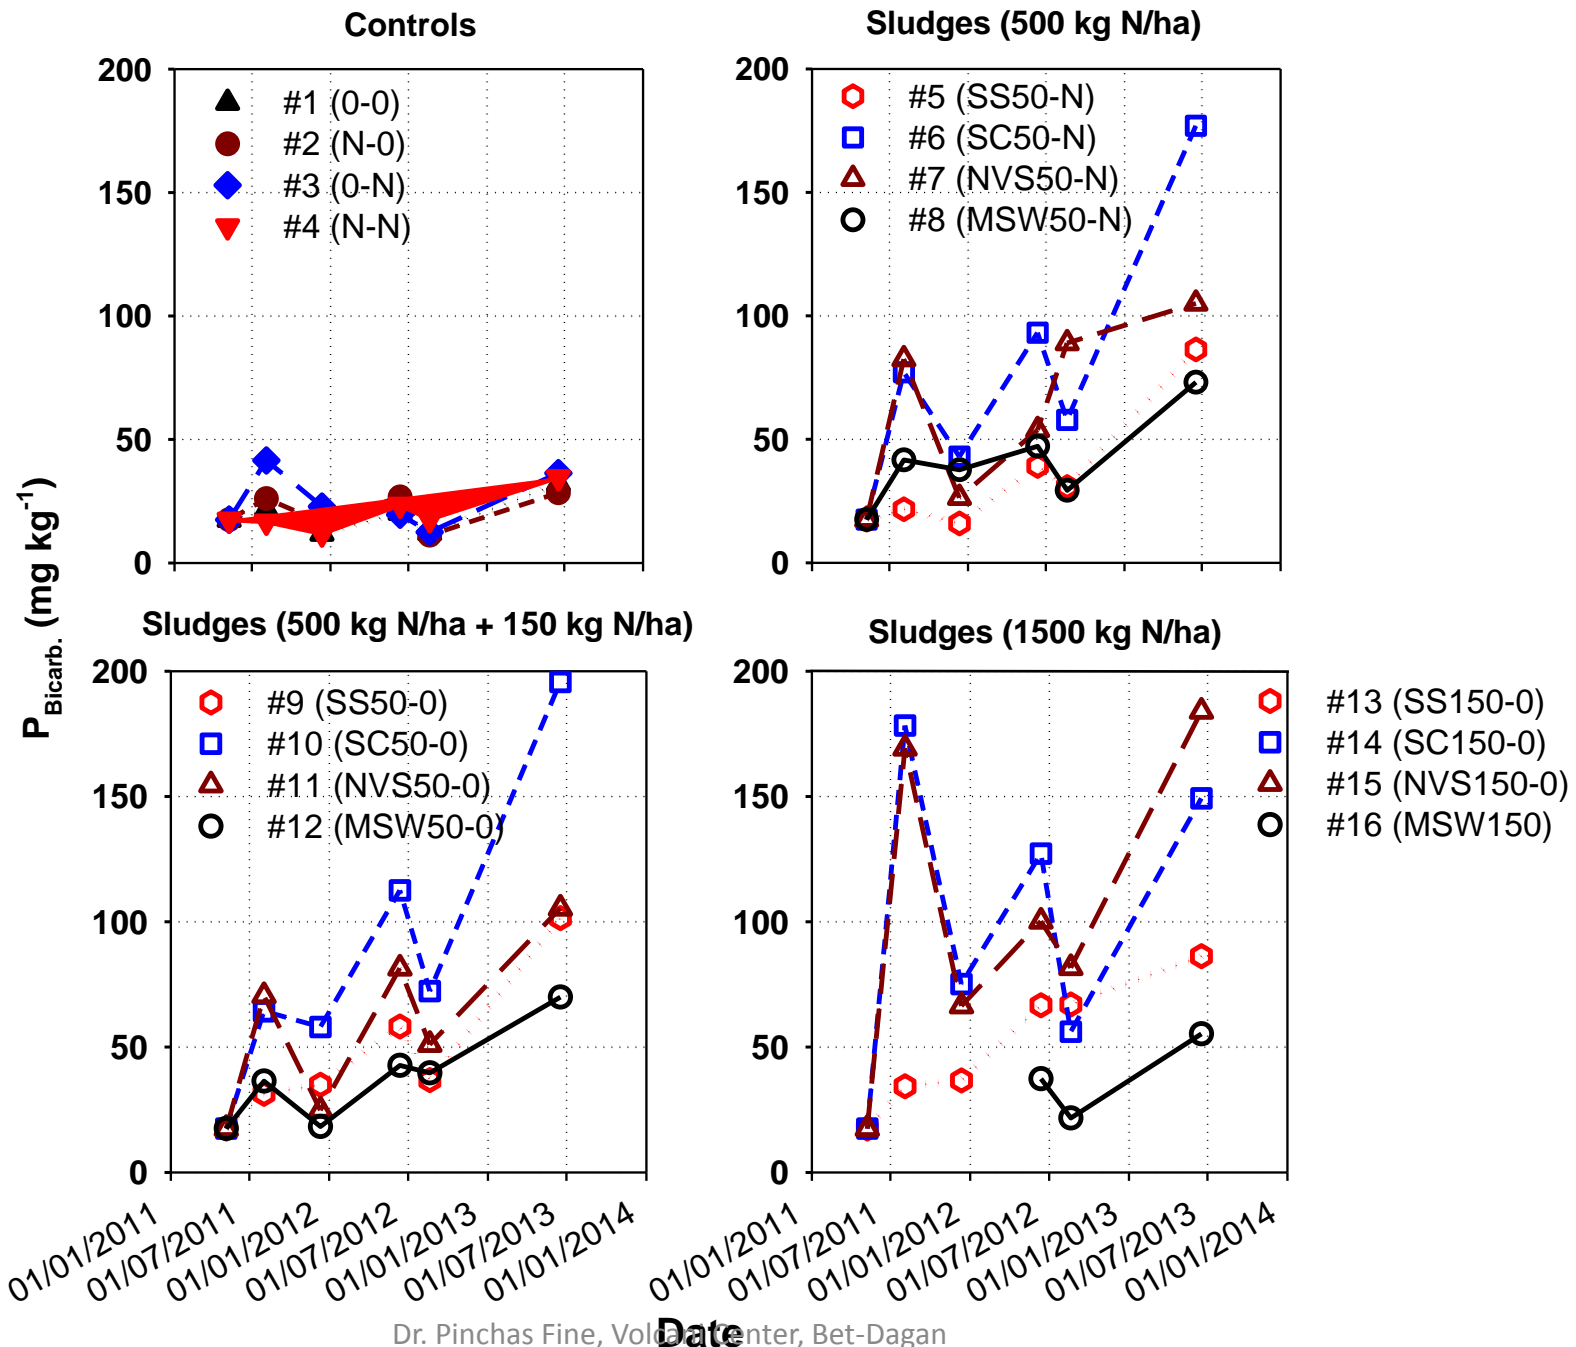 Controls
200
150
100
50
0
#1 (0-0)
#2 (N-0)
#3 (0-N)
#4 (N-N)
Sludges (500 kg N/ha)
200
150
100
50
0
#5 (SS50-N)
#6 (SC50-N)
#7 (NVS50-N)
#8 (MSW50-N)
P Bicarb. (mg kg-1)
Sludges (500 kg N/ha + 150 kg N/ha)
200
150
100
50
0
#9 (SS50-0)
#10 (SC50-0)
#11 (NVS50-0)
#12 (MSW50-0)
01/01/2011
01/07/2011
01/01/2012
01/07/2012
01/01/2013
01/07/2013
01/01/2014
Sludges (1500 kg N/ha)
200
150
100
50
0
#13 (SS150-0)
#14 (SC150-0)
#15 (NVS150-0)
#16 (MSW150)
01/01/2011
01/07/2011
01/01/2012
01/07/2012
01/01/2013
01/07/2013
01/01/2014
Date
Dr. Pinchas Fine, Volcani Center, Bet-Dagan